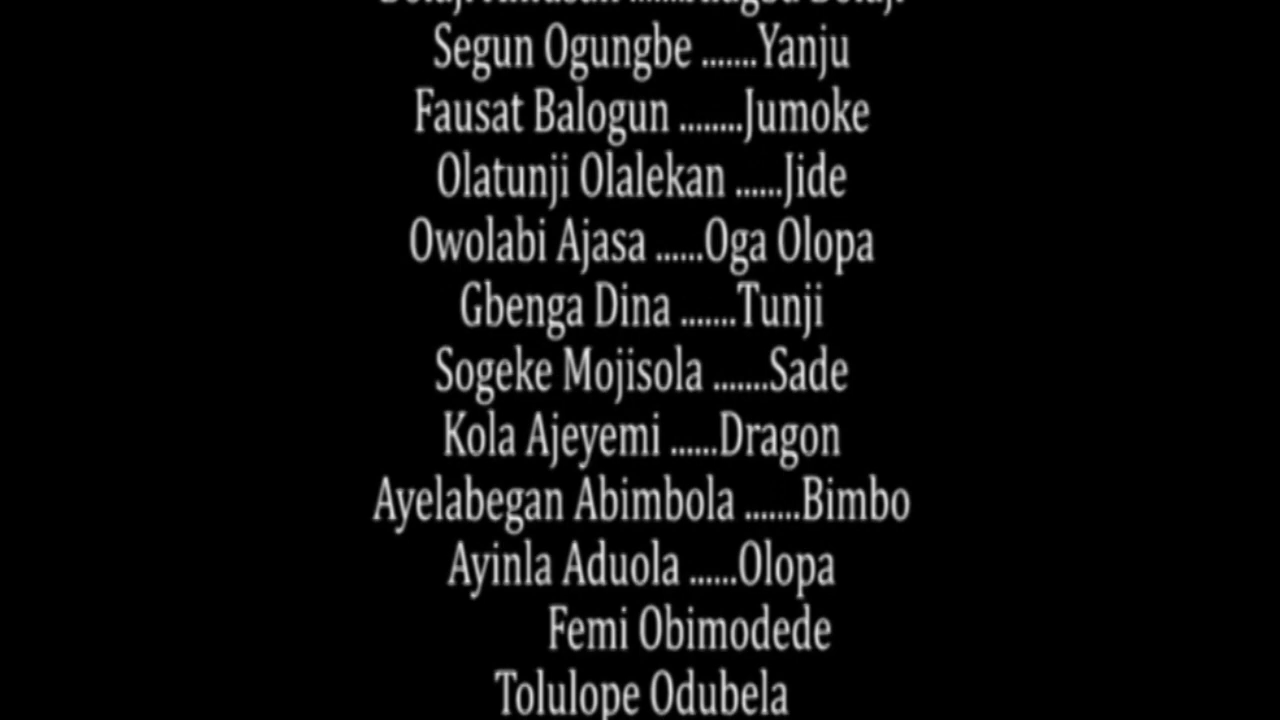 Segun Ogungbe .......Yanju
Fausat Balogun ........Jumoke
Olatunji Olalekan ......Jide
Owolabi Ajasa ......Oga Olopa
Gbenga Dina .......Tunji
Sogeke Mojisola .......Sade
Kola Ajeyemi ......Dragon
Ayelabegan Abimbola .......Bimbo
Ayinla Aduola ......Olopa
Femi Obimodede
Tolulope Odubela